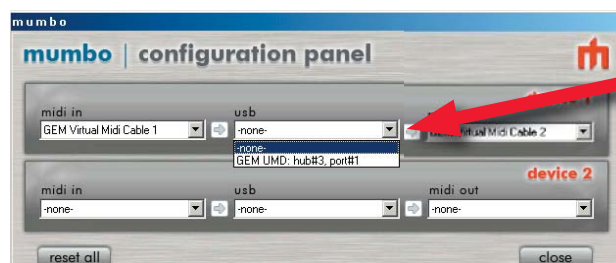 mumbo
mumbo | configuration panel
midi in
usb
GEM Virtual Midi Cable 1
-none-
Virtual Midi Cable 2
-none-
GEM UMD: hub#3, port#1
device 2
midi in
usb
midi out
-none-
-none-
-none-
reset all
close